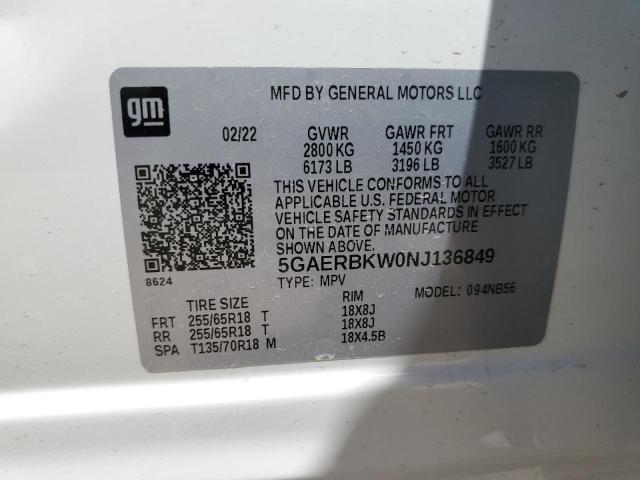 gm
MFD BY GENERAL MOTORS LLC
02/22 GVWR GAWR FRT GAWR RR
2800 KG 1450 KG 1600 KG
6173 LB 3196 LB 3527 LB
THIS VEHICLE CONFORMS TO ALL
APPLICABLE U.S. FEDERAL MOTOR
VEHICLE SAFETY STANDARDS IN EFFECT
ON THE DATE OF MANUFACTURE
SHOWN ABOVE.
8624
5GAERBKW0NJ136849
TYPE: MPV MODEL: 094NB56
TIRE SIZE RIM
FRT 255/65R18 T 18X8J
RR 255/65R18 T 18X8J
SPA T135/70R18 M 18X4.5B